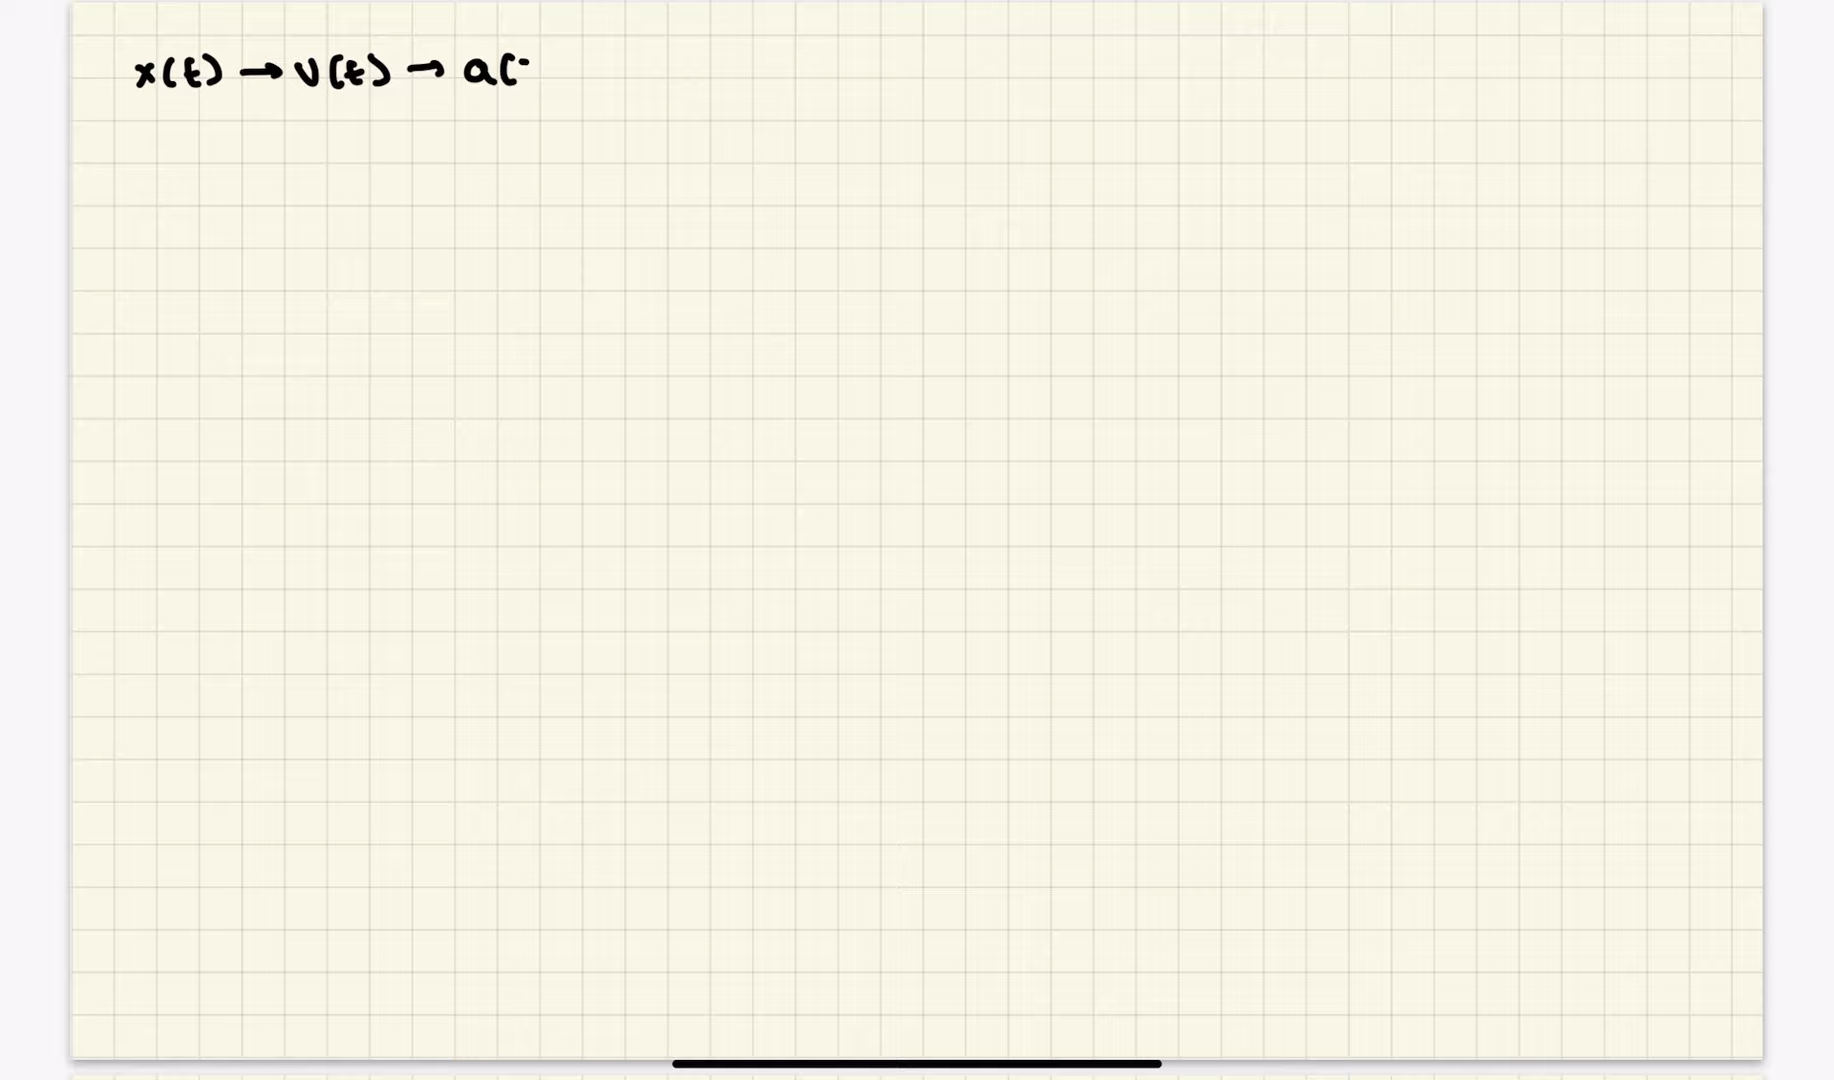 x(t) → v(t) → a(